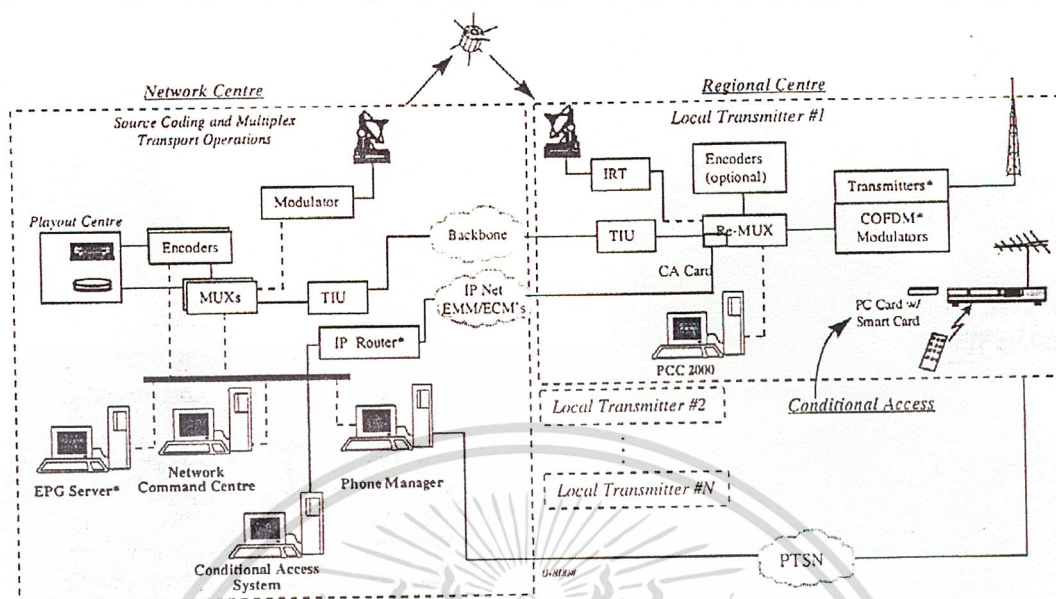 Network Centre
Source Coding and Multiplex
Transport Operations
Modulator
Playout Centre
Encoders
MUXs
TIU
Backbone
IP Net
EMM/ECM's
IP Router*
EPG Server*
Network
Command Centre
Phone Manager
Conditional Access
System
Regional Centre
Local Transmitter #1
IRT
Encoders
(optional)
Transmitters*
COFDM*
Modulators
TIU
Re-MUX
CA Card
PC Card w/
Smart Card
PCC 2000
Local Transmitter #2
Conditional Access
Local Transmitter #N
PTSN
0-800#